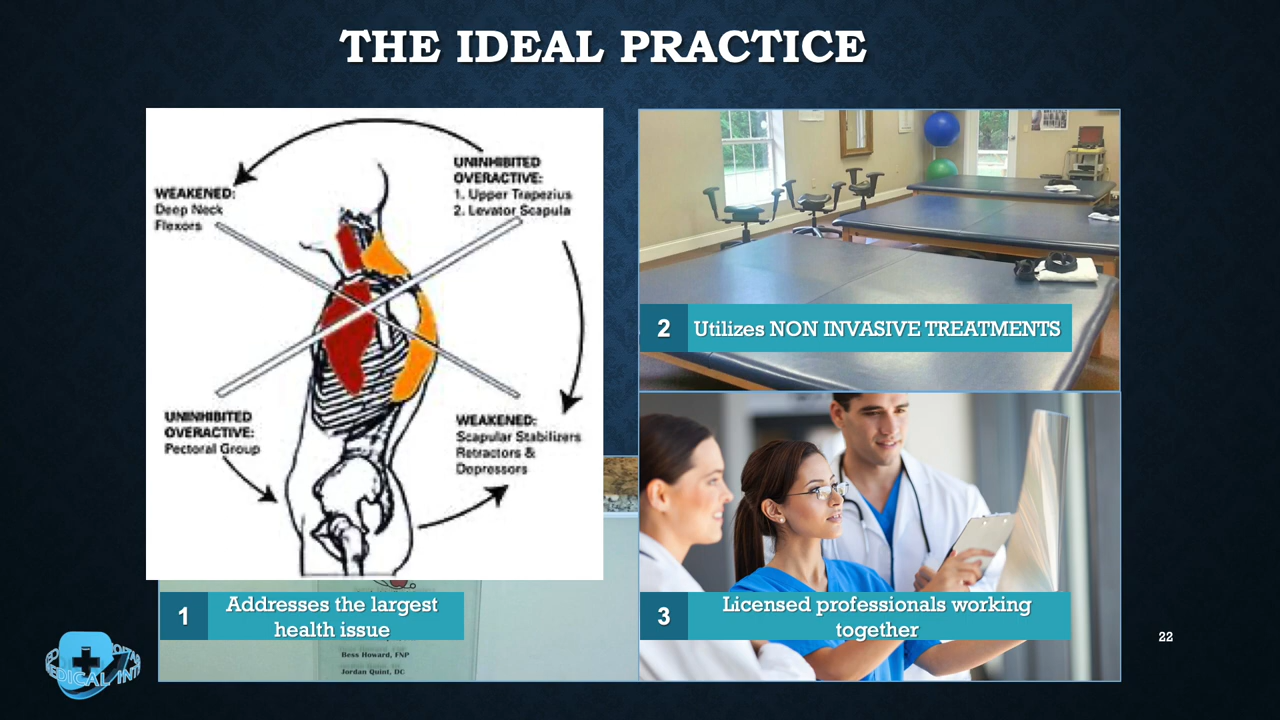 THE IDEAL PRACTICE
WEAKENED:
Deep Neck
Flexors
UNINHIBITED
OVERACTIVE:
1. Upper Trapezius
2. Levator Scapula
UNINHIBITED
OVERACTIVE:
Pectoral Group
WEAKENED:
Scapular Stabilizers
Retractors &
Depressors
2 Utilizes NON INVASIVE TREATMENTS
1 Addresses the largest
health issue
Bess Howard, FNP
Jordan Quint, DC
3 Licensed professionals working
together
22